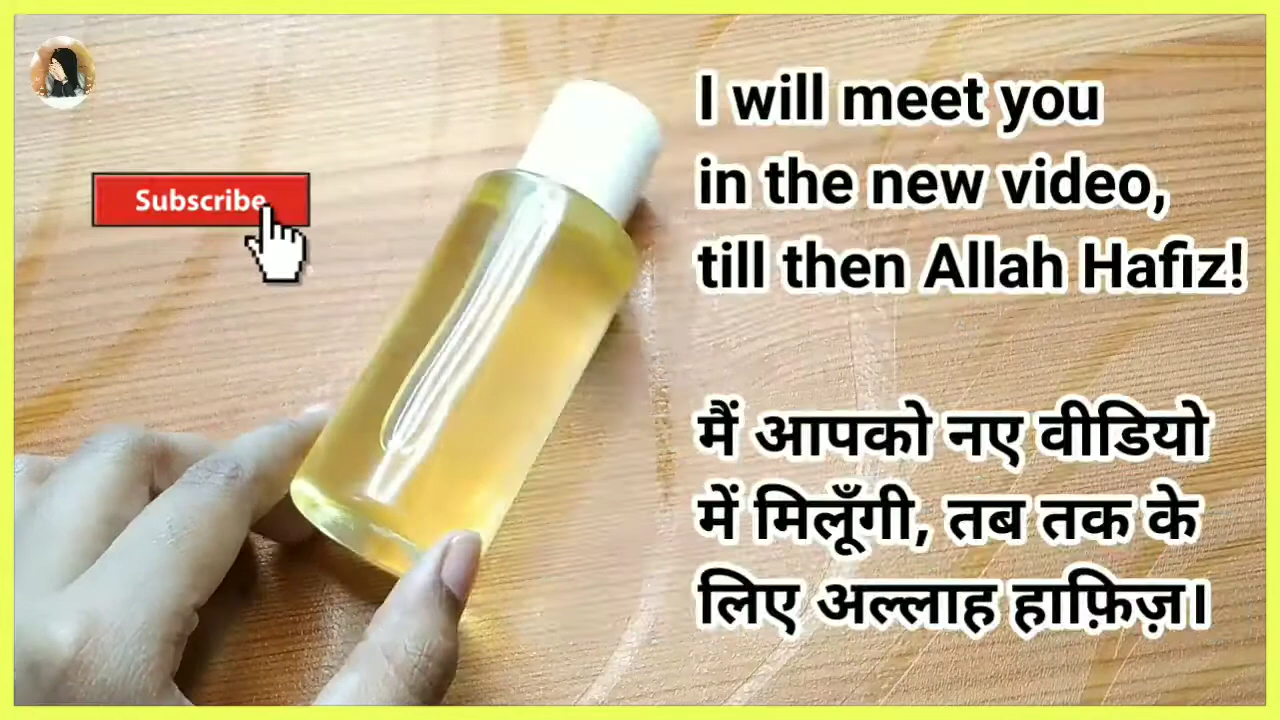 Subscribe
I will meet you
in the new video,
till then Allah Hafiz!
मैं आपको नए वीडियो
में मिलूँगी, तब तक के
लिए अल्लाह हाफ़िज़।